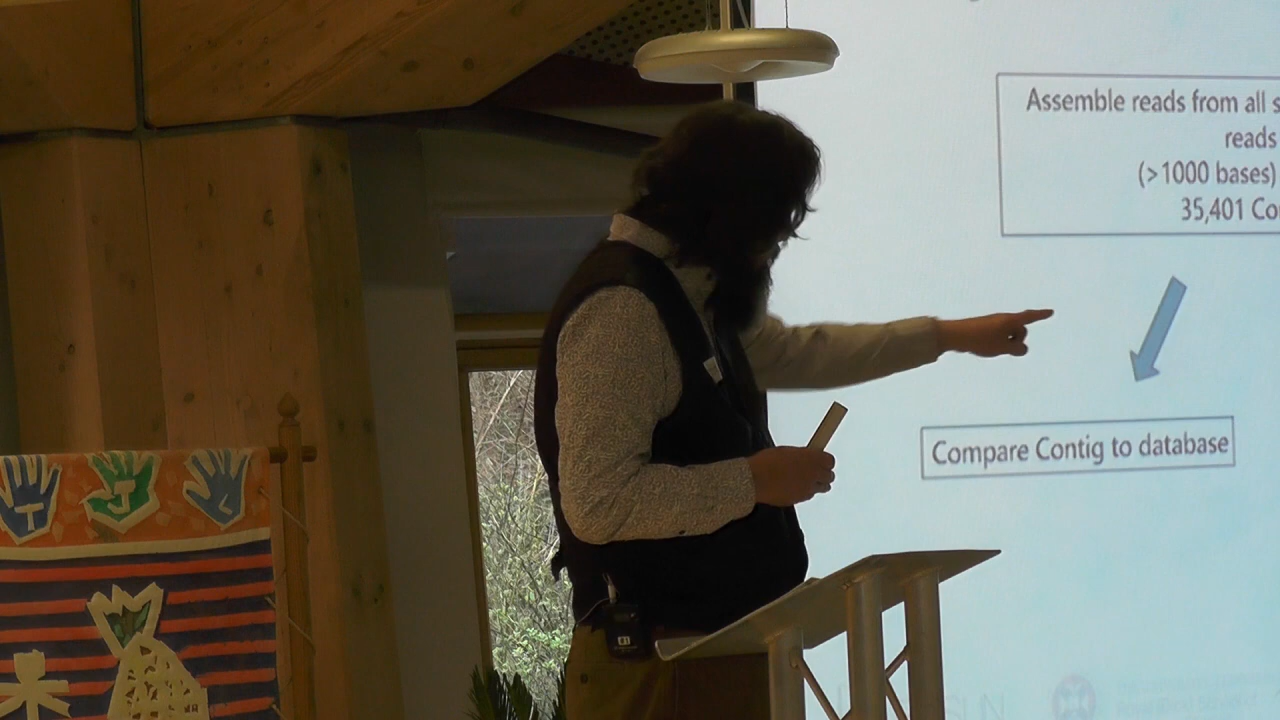 Assemble reads from all s
reads
(>1000 bases)
35,401 Co
Compare Contig to database
T J L